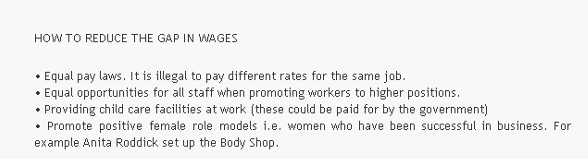 HOW TO REDUCE THE GAP IN WAGES
• Equal pay laws. It is illegal to pay different rates for the same job.
• Equal opportunities for all staff when promoting workers to higher positions.
• Providing child care facilities at work (these could be paid for by the government)
• Promote positive female role models i.e. women who have been successful in business. For
example Anita Roddick set up the Body Shop.